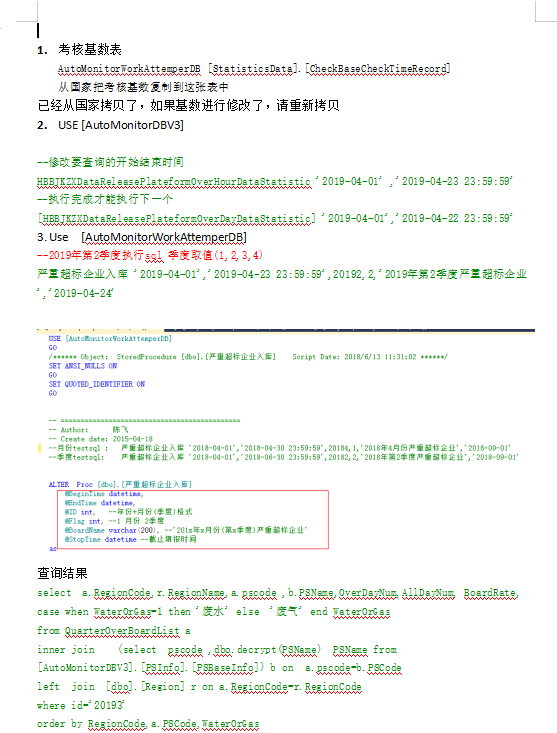 1. 考核基数表
AutoMonitorWorkAttemperDB [StatisticsData].[CheckBaseCheckTimeRecord]
从国家把考核基数复制到这张表中
已经从国家拷贝了，如果基数进行修改了，请重新拷贝
2. USE [AutoMonitorDBV3]
--修改要查询的开始结束时间
HBBJKZXDataReleasePlateformOverHourDataStatistic '2019-04-01' ,'2019-04-23 23:59:59'
--执行完成才能执行下一个
[HBBJKZXDataReleasePlateformOverDayDataStatistic] '2019-04-01','2019-04-22 23:59:59'
3. Use [AutoMonitorWorkAttemperDB]
--2019年第2季度执行sql 季度取值(1,2,3,4)
严重超标企业入库 '2019-04-01','2019-04-23 23:59:59',20192,2,'2019年第2季度严重超标企业
','2019-04-24'
USE [AutoMonitorWorkAttemperDB]
GO
/****** Object: StoredProcedure [dbo].[严重超标企业入库] Script Date: 2018/6/13 11:31:02 ******/
SET ANSI_NULLS ON
GO
SET QUOTED_IDENTIFIER ON
GO
-- =============================================
-- Author: 陈飞
-- Create date: 2015-04-18
--月份testsql : 严重超标企业入库 '2018-04-01','2018-04-30 23:59:59',20184,1,'2018年4月份严重超标企业','2018-09-01'
--季度testsql: 严重超标企业入库 '2018-04-01','2018-06-30 23:59:59',20182,2,'2018年第2季度严重超标企业','2018-09-01'
ALTER Proc [dbo].[严重超标企业入库]
@BeginTime datetime,
@EndTime datetime,
@ID int, --年份+月份(季度)格式
@Flag int, --1 月份 2季度
@BoardName varchar(200), --'201x年x月份(第x季度)严重超标企业'
@StopTime datetime --截止填报时间
as
查询结果
select a.RegionCode,r.RegionName,a.pscode ,b.PSName,OverDayNum,AllDayNum, BoardRate,
case when WaterOrGas=1 then '废水' else '废气' end WaterOrGas
from QuarterOverBoardList a
inner join (select pscode ,dbo.decrypt(PSName) PSName from
[AutoMonitorDBV3].[PSInfo].[PSBaseInfo]) b on a.pscode=b.PSCode
left join [dbo].[Region] r on a.RegionCode=r.RegionCode
where id='20193'
order by RegionCode,a.PSCode,WaterOrGas